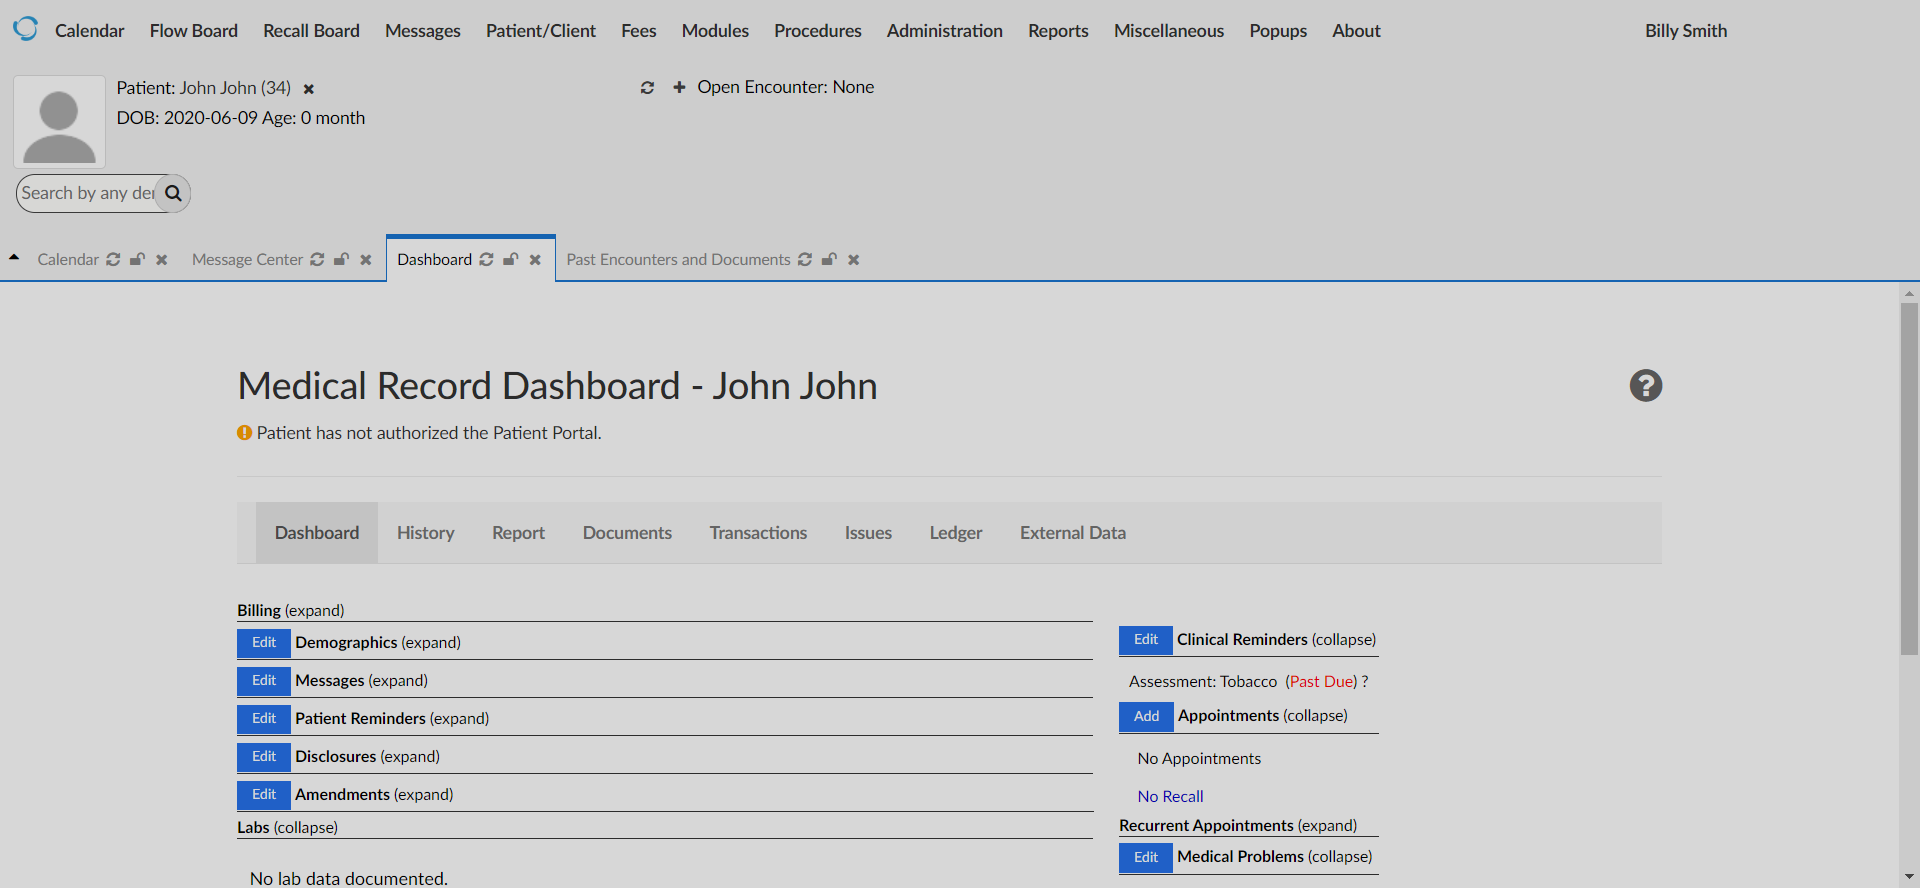 Calendar Flow Board Recall Board Messages Patient/Client Fees Modules Procedures Administration Reports Miscellaneous Popups About Billy Smith
Patient: John John (34)
Open Encounter: None
DOB: 2020-06-09 Age: 0 month
Search by any der
Calendar Message Center Dashboard Past Encounters and Documents
Medical Record Dashboard - John John
Patient has not authorized the Patient Portal.
Dashboard History Report Documents Transactions Issues Ledger External Data
Billing (expand)
Edit Demographics (expand)
Edit Messages (expand)
Edit Patient Reminders (expand)
Edit Disclosures (expand)
Edit Amendments (expand)
Labs (collapse)
No lab data documented.
Edit Clinical Reminders (collapse)
Assessment: Tobacco (Past Due) ?
Add Appointments (collapse)
No Appointments
No Recall
Recurrent Appointments (expand)
Edit Medical Problems (collapse)